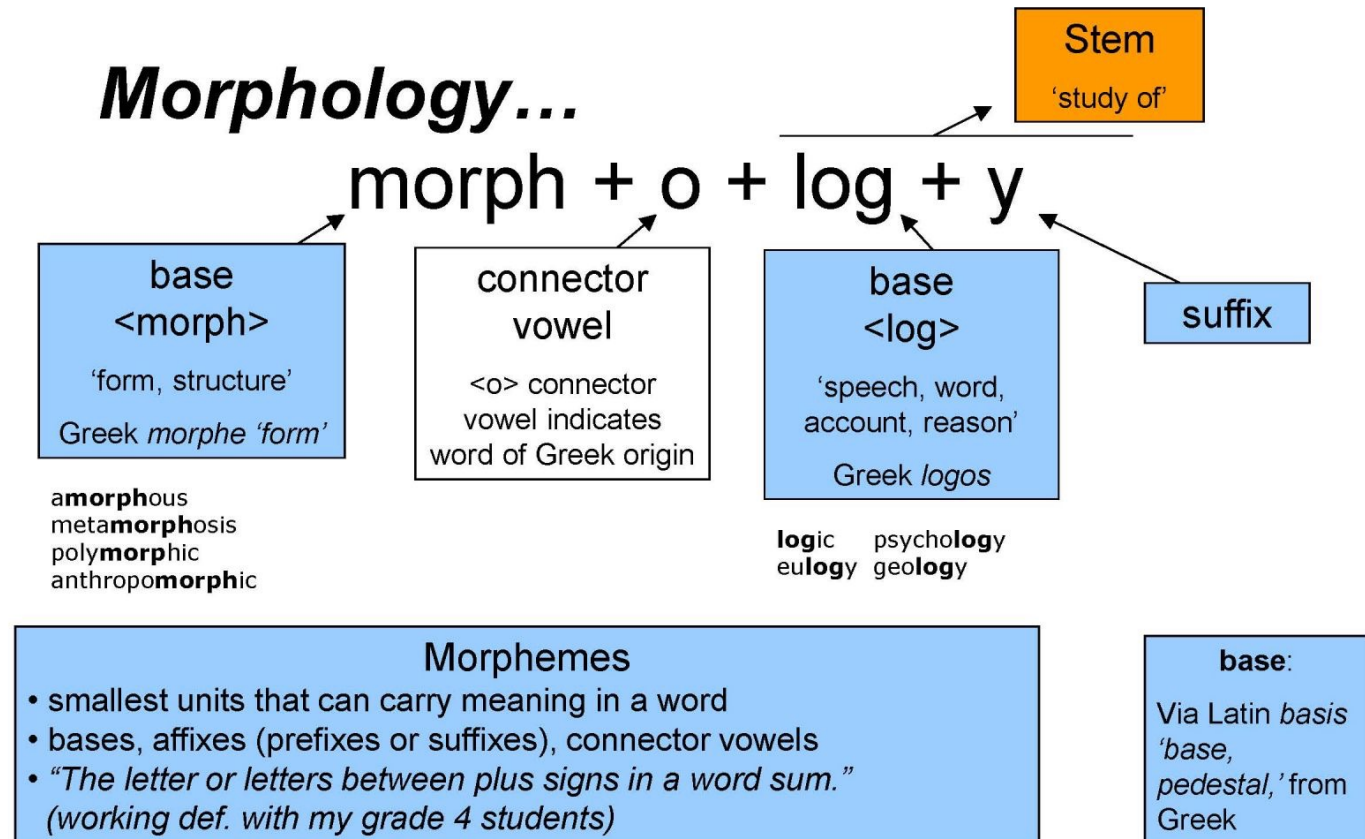 Stem
‘study of’
Morphology…
morph + o + log + y
base
<morph>
‘form, structure’
Greek morphe ‘form’
connector
vowel
<o> connector
vowel indicates
word of Greek origin
base
<log>
‘speech, word,
account, reason’
Greek logos
suffix
amorphous
metamorphosis
polymorphic
anthropomorphic
logic psychology
eulogy geology
Morphemes
• smallest units that can carry meaning in a word
• bases, affixes (prefixes or suffixes), connector vowels
• “The letter or letters between plus signs in a word sum.”
(working def. with my grade 4 students)
base:
Via Latin basis
‘base,
pedestal,’ from
Greek